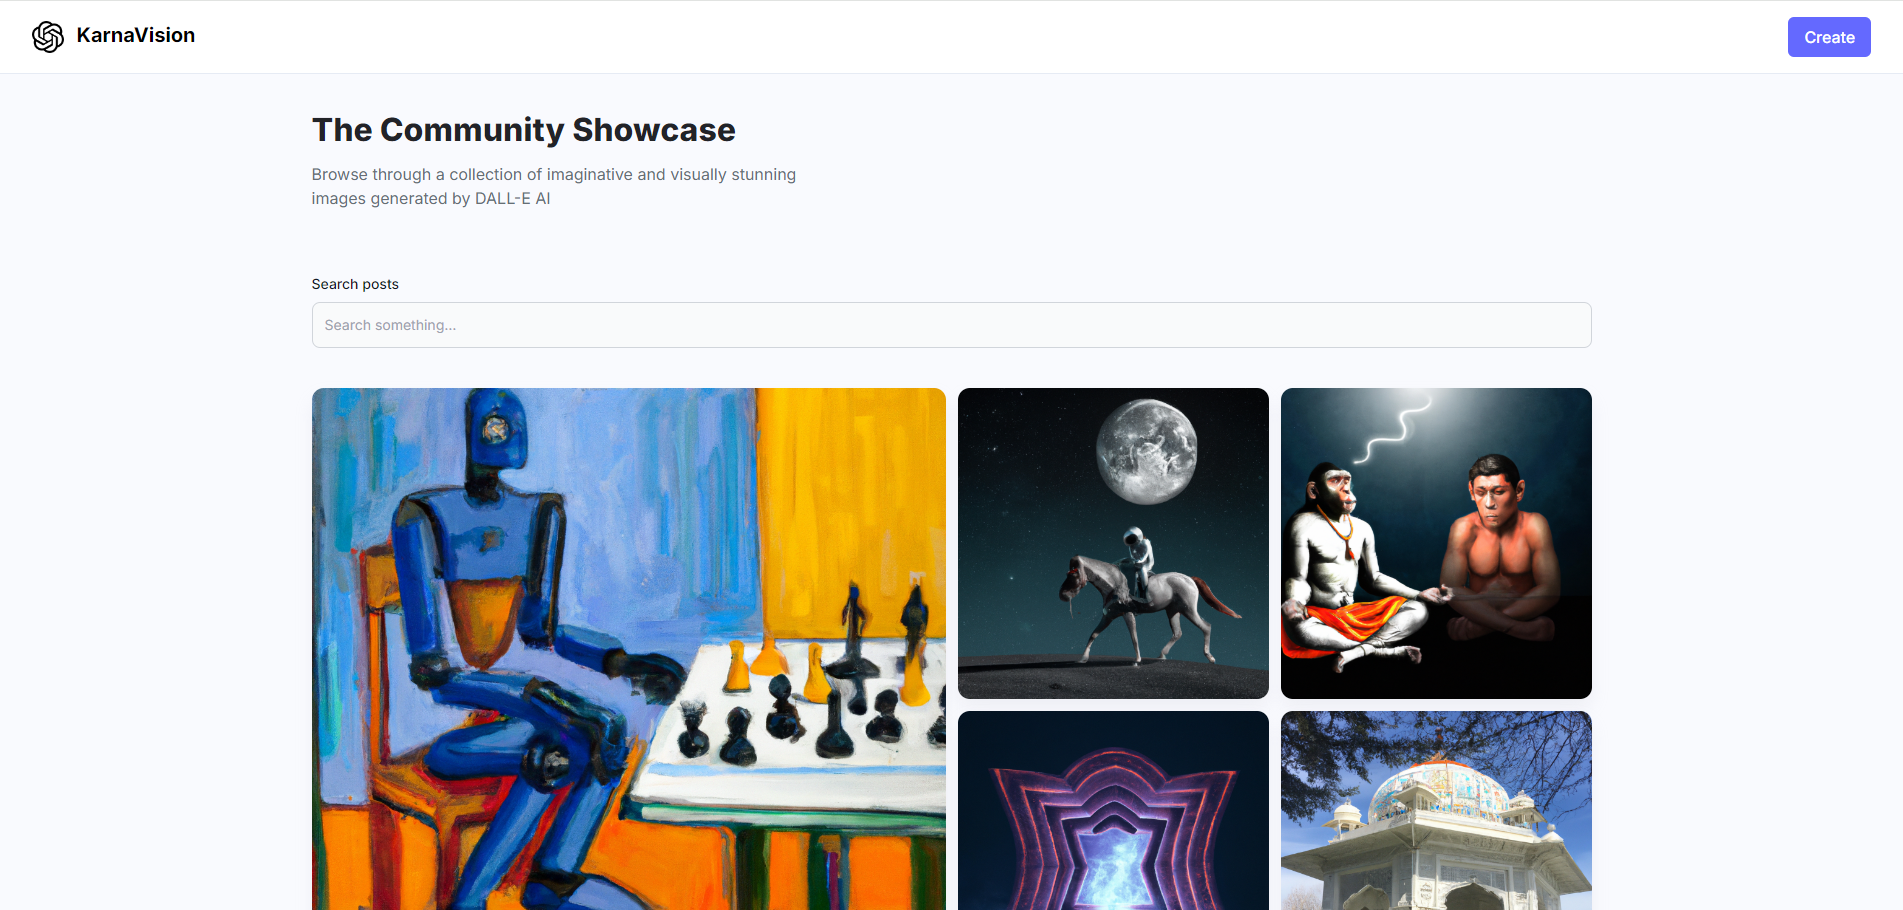 KarnaVision
Create
The Community Showcase
Browse through a collection of imaginative and visually stunning
images generated by DALL-E AI
Search posts
Search something...